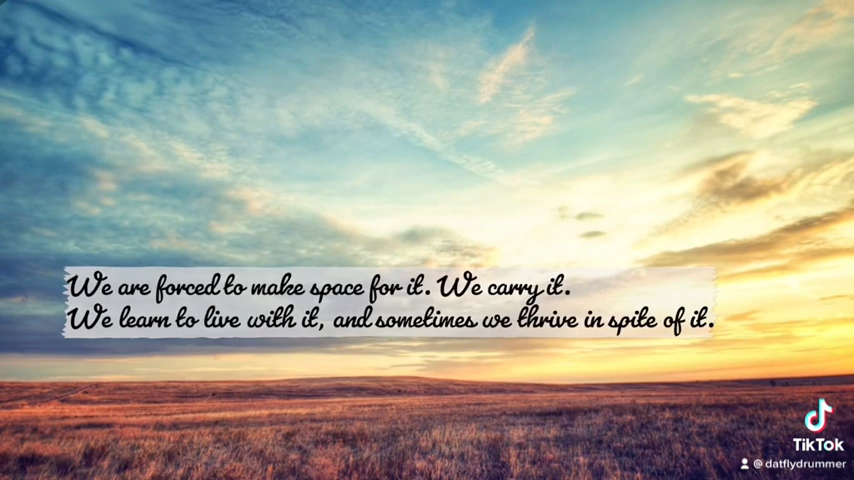 We are forced to make space for it. We carry it.
We learn to live with it, and sometimes we thrive in spite of it.
TikTok
@datflydrummer